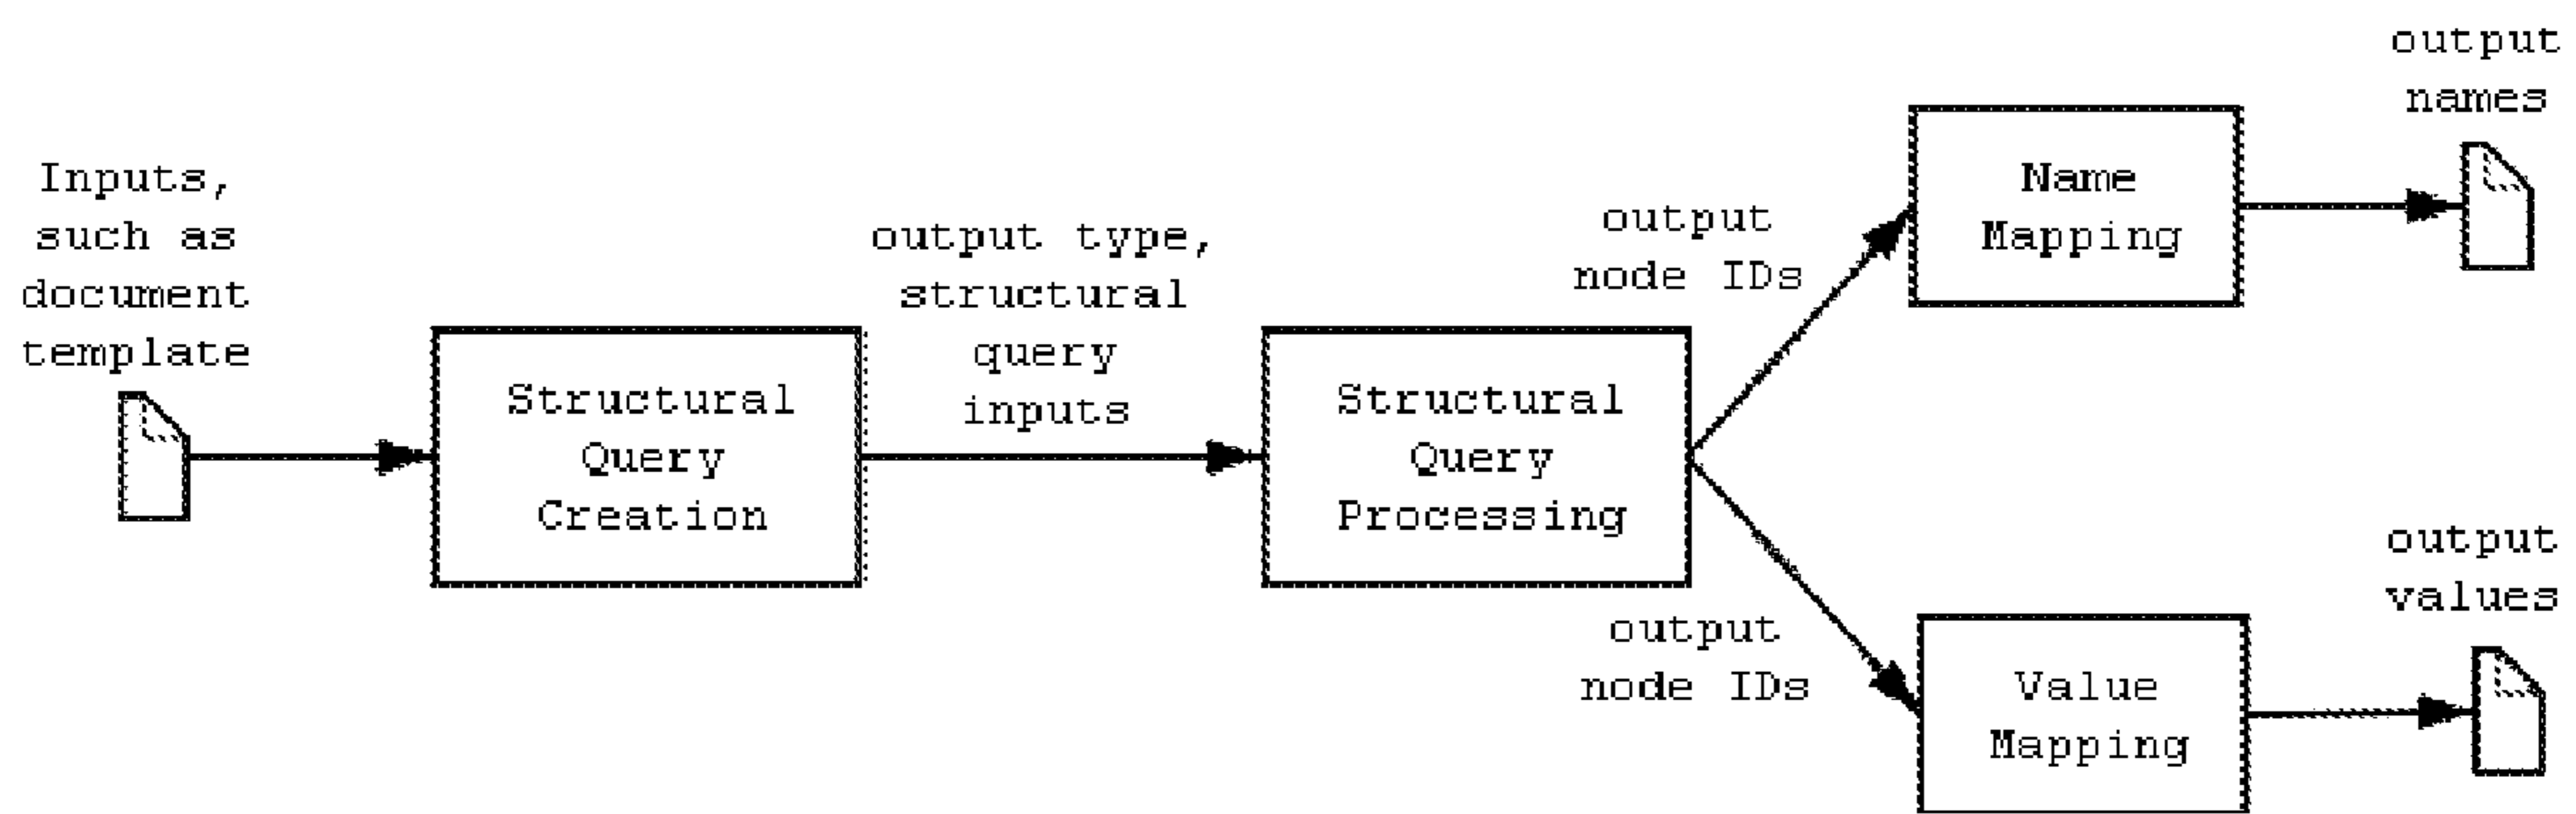 Inputs,
such as
document
template
Structural
Query
Creation
output type,
structural
query
inputs
Structural
Query
Processing
output
node IDs
Name
Mapping
output
names
output
node IDs
Value
Mapping
output
values